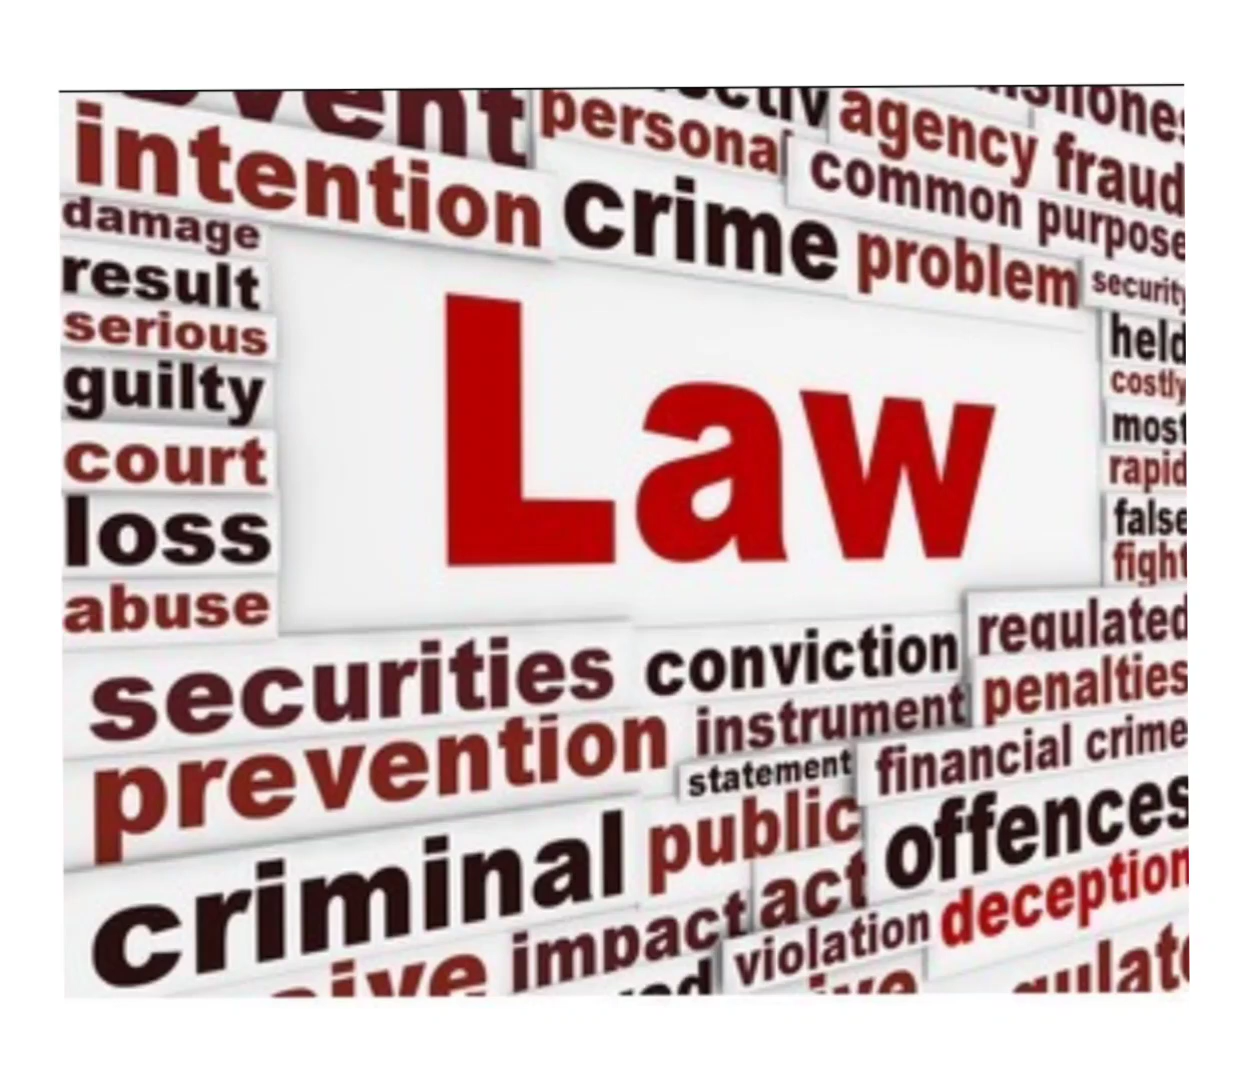 personal
agency
intention
crime
common purpose
fraud
damage
problem
security
result
serious
guilty
court
loss
abuse
Law
held
costly
most
rapid
false
fight
securities
conviction
regulated
prevention
instrument
penalties
statement
financial crime
criminal
public
offences
impact
act
violation
deception